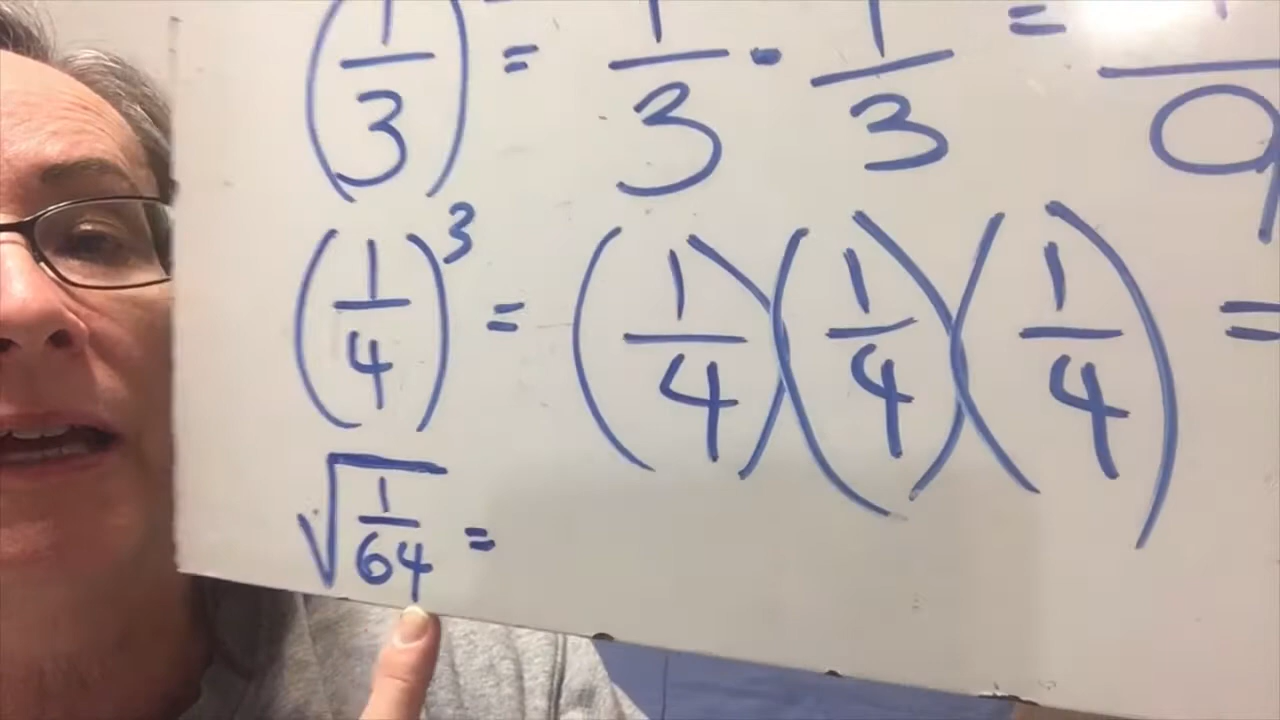 (1/3) = 1/3 · 1/3 = 1/9
(1/4)³ = (1/4)(1/4)(1/4) =
√(1/64) =